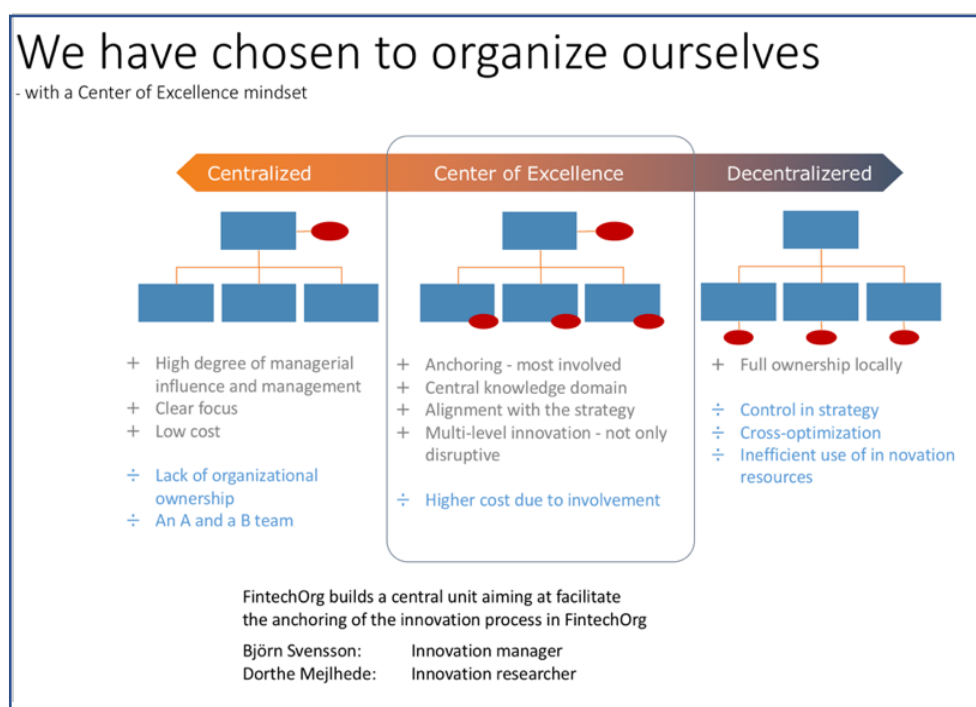 We have chosen to organize ourselves
- with a Center of Excellence mindset
Centralized
Center of Excellence
Decentralizered
+ High degree of managerial
influence and management
+ Clear focus
+ Low cost
÷ Lack of organizational
ownership
÷ An A and a B team
+ Anchoring - most involved
+ Central knowledge domain
+ Alignment with the strategy
+ Multi-level innovation - not only
disruptive
÷ Higher cost due to involvement
+ Full ownership locally
÷ Control in strategy
÷ Cross-optimization
÷ Inefficient use of in novation
resources
FintechOrg builds a central unit aiming at facilitate
the anchoring of the innovation process in FintechOrg
Björn Svensson: Innovation manager
Dorthe Mejlhede: Innovation researcher